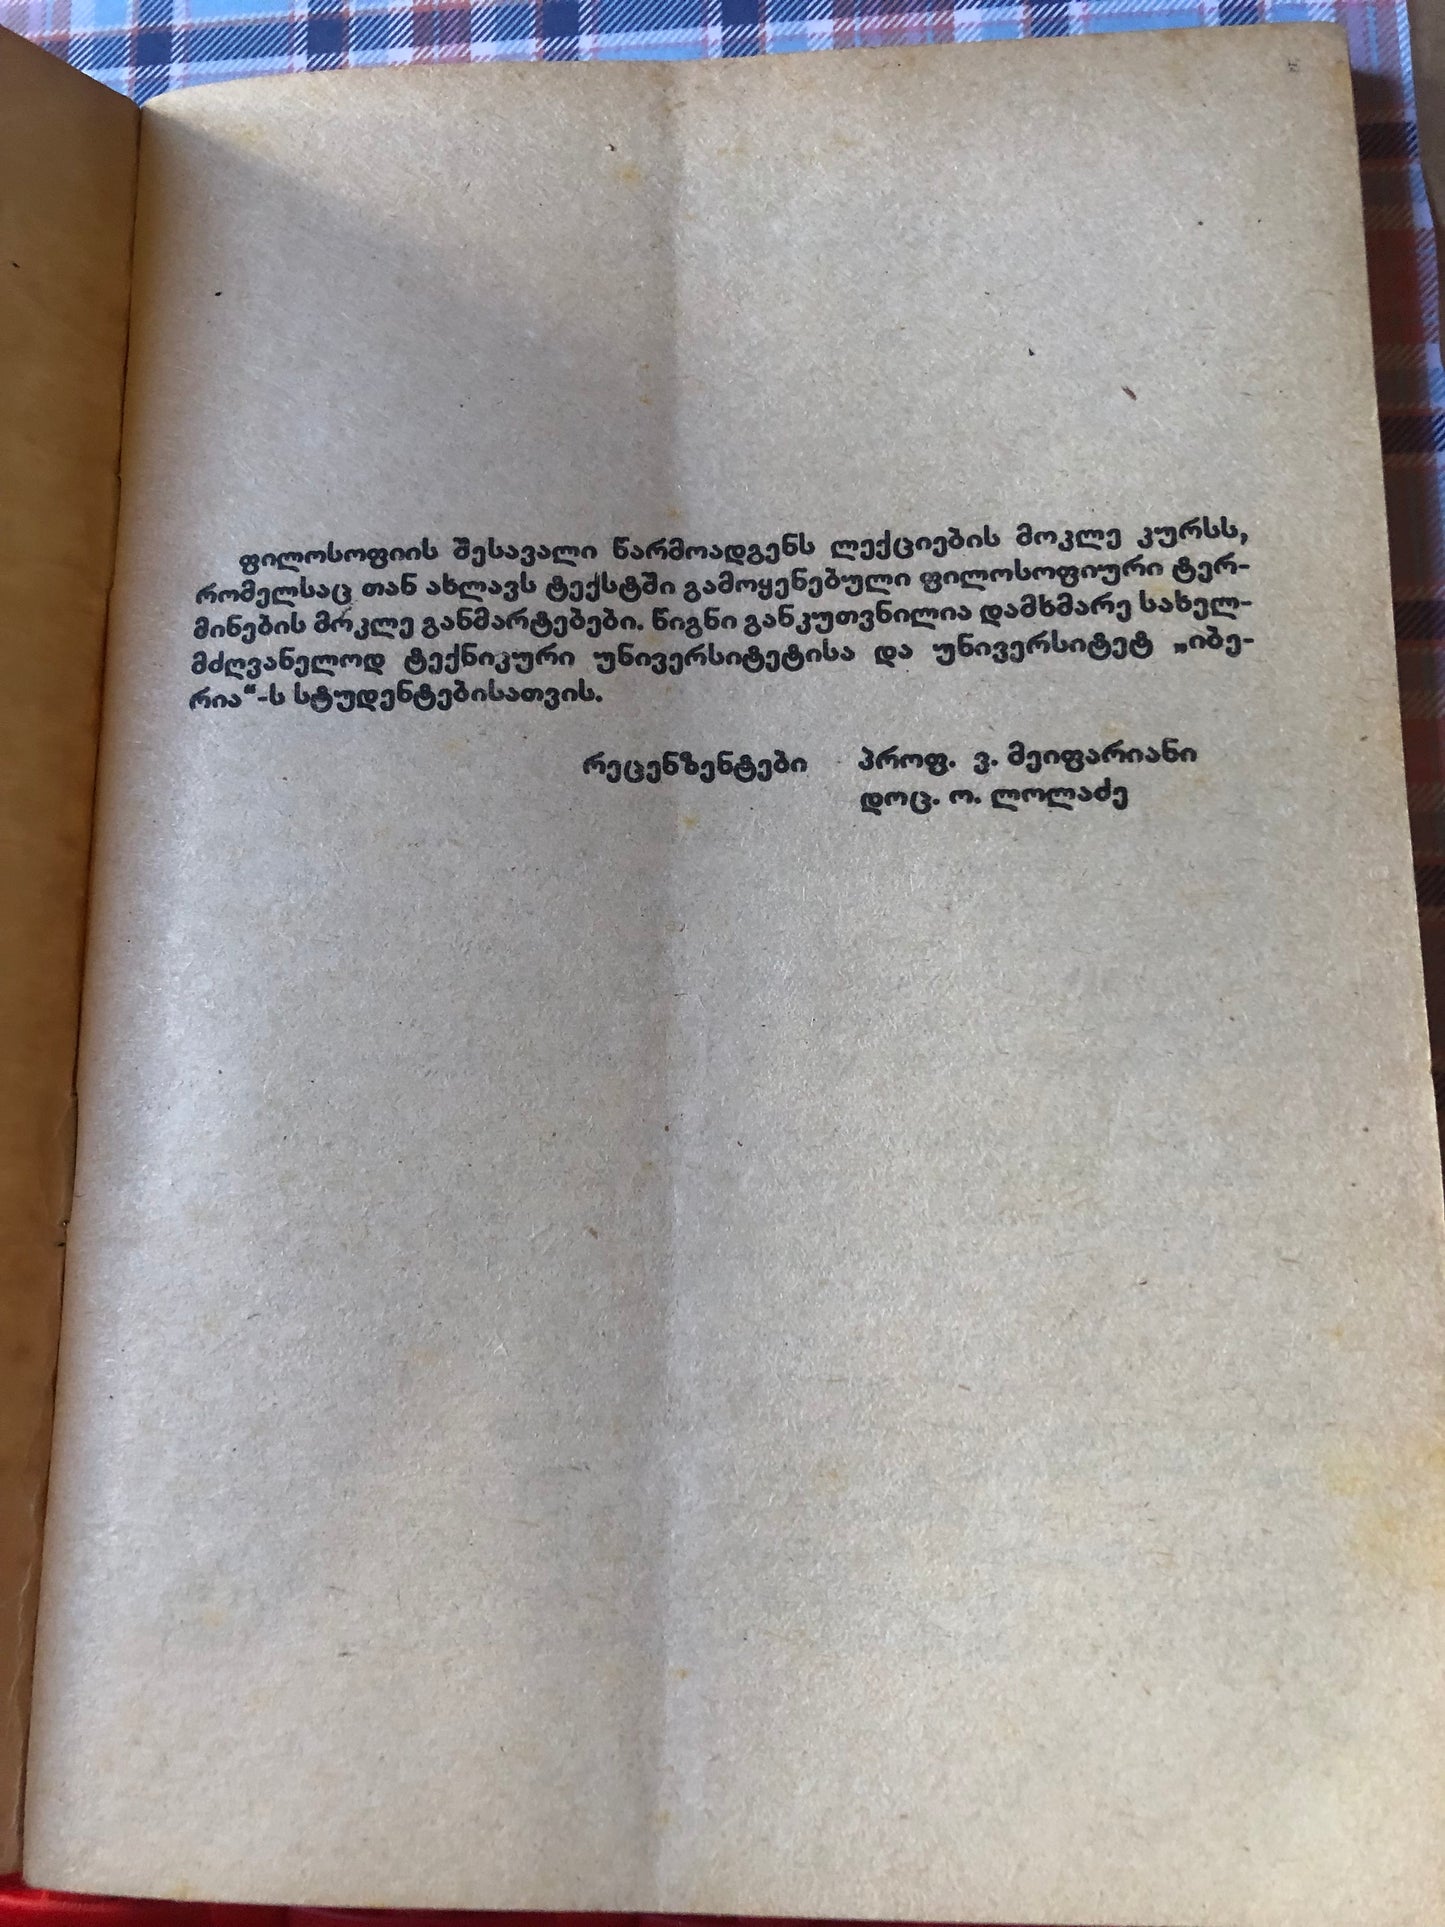 ფილოსოფიის შესავალი წარმოადგენს ლექციების მოკლე კურსს,
რომელსაც თან ახლავს ტექსტში გამოყენებული ფილოსოფიური ტერ-
მინების მოკლე განმარტებები. წიგნი განკუთვნილია დამხმარე სახელ-
მძღვანელოდ ტექნიკური უნივერსიტეტისა და უნივერსიტეტ „იბე-
რია“-ს სტუდენტებისათვის.
რეცენზენტები პროფ. ვ. მეიფარიანი
დოც. ო. ლოლაძე